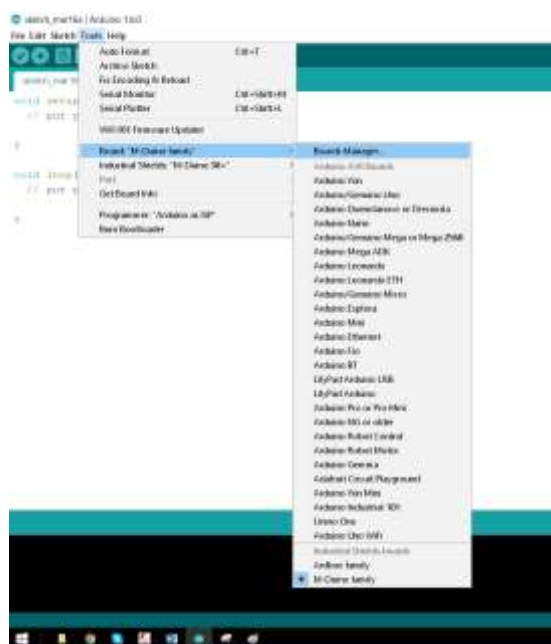 sketch_mar16a | Arduino 1.8.0
File Edit Sketch Tools Help
Auto Format Ctrl+T
Archive Sketch
Fix Encoding & Reload
Serial Monitor Ctrl+Shift+M
Serial Plotter Ctrl+Shift+L
WiFi101 Firmware Updater
Board: "M-Duino family"
Industrial Shields: "M-Duino
Port
Get Board Info
Programmer: "Arduino as ISP"
Burn Bootloader
void setup
// put
}
void loop
// put
}
Boards Manager...
Arduino AVR Boards
Arduino Yún
Arduino/Genuino Uno
Arduino Duemilanove or Diecimila
Arduino Nano
Arduino/Genuino Mega or Mega 2560
Arduino Mega ADK
Arduino Leonardo
Arduino Leonardo ETH
Arduino/Genuino Micro
Arduino Esplora
Arduino Mini
Arduino Ethernet
Arduino Fio
Arduino BT
LilyPad Arduino USB
LilyPad Arduino
Arduino Pro or Pro Mini
Arduino NG or older
Arduino Robot Control
Arduino Robot Motor
Arduino Gemma
Adafruit Circuit Playground
Arduino Yún Mini
Arduino Industrial 101
Linino One
Arduino Uno WiFi
Industrial Shields boards
Ardbox family
M-Duino family